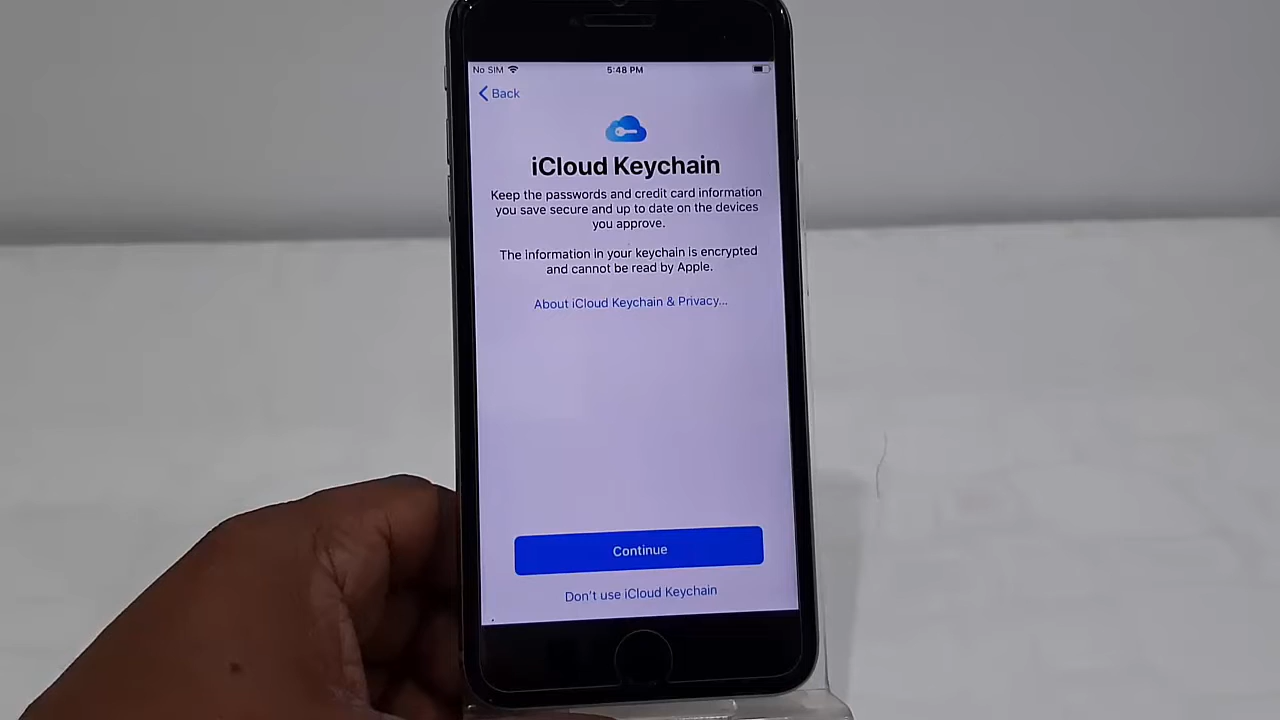 No SIM 5:48 PM
Back
iCloud Keychain
Keep the passwords and credit card information
you save secure and up to date on the devices
you approve.
The information in your keychain is encrypted
and cannot be read by Apple.
About iCloud Keychain & Privacy...
Continue
Don't use iCloud Keychain